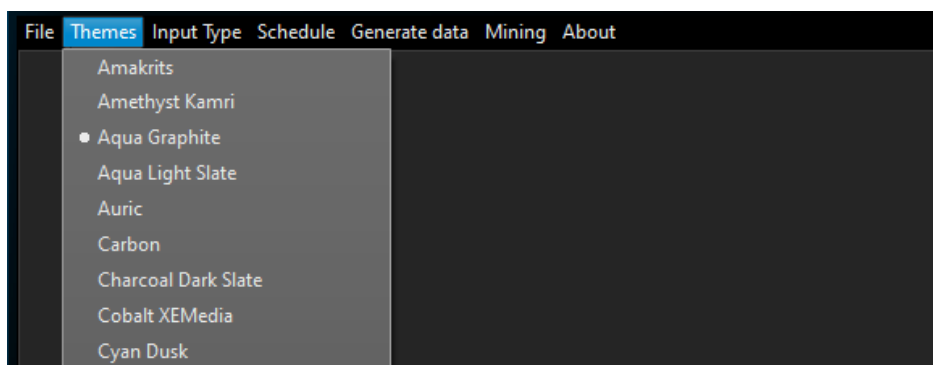 File Themes Input Type Schedule Generate data Mining About
Amakrits
Amethyst Kamri
Aqua Graphite
Aqua Light Slate
Auric
Carbon
Charcoal Dark Slate
Cobalt XEMedia
Cyan Dusk